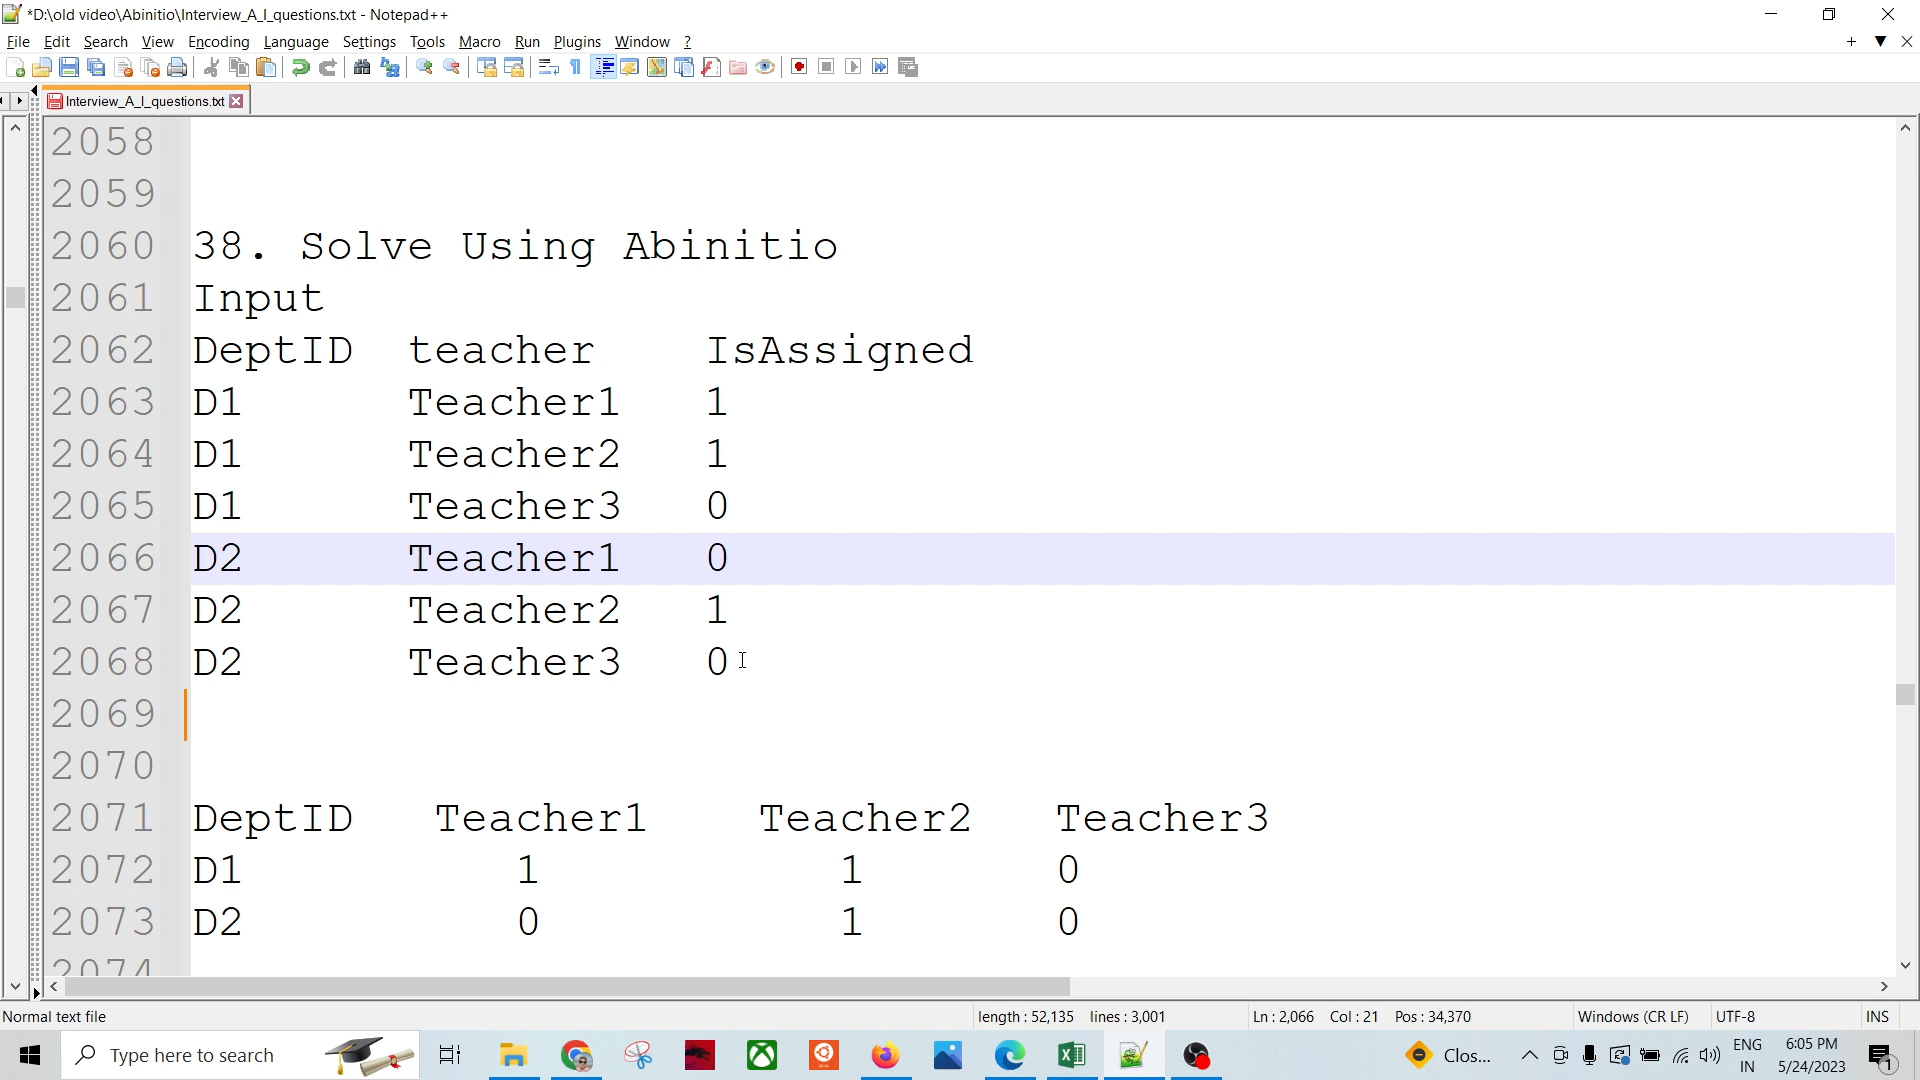 *D:\old video\Abinitio\Interview_A_I_questions.txt - Notepad++
File Edit Search View Encoding Language Settings Tools Macro Run Plugins Window ?
Interview_A_I_questions.txt
2058
2059
2060 38. Solve Using Abinitio
2061 Input
2062 DeptID teacher IsAssigned
2063 D1 Teacher1 1
2064 D1 Teacher2 1
2065 D1 Teacher3 0
2066 D2 Teacher1 0
2067 D2 Teacher2 1
2068 D2 Teacher3 0
2069
2070
2071 DeptID Teacher1 Teacher2 Teacher3
2072 D1 1 1 0
2073 D2 0 1 0
2074
Normal text file length : 52,135 lines : 3,001 Ln : 2,066 Col : 21 Pos : 34,370 Windows (CR LF) UTF-8 INS
Type here to search Clos... ENG IN 6:05 PM 5/24/2023 1